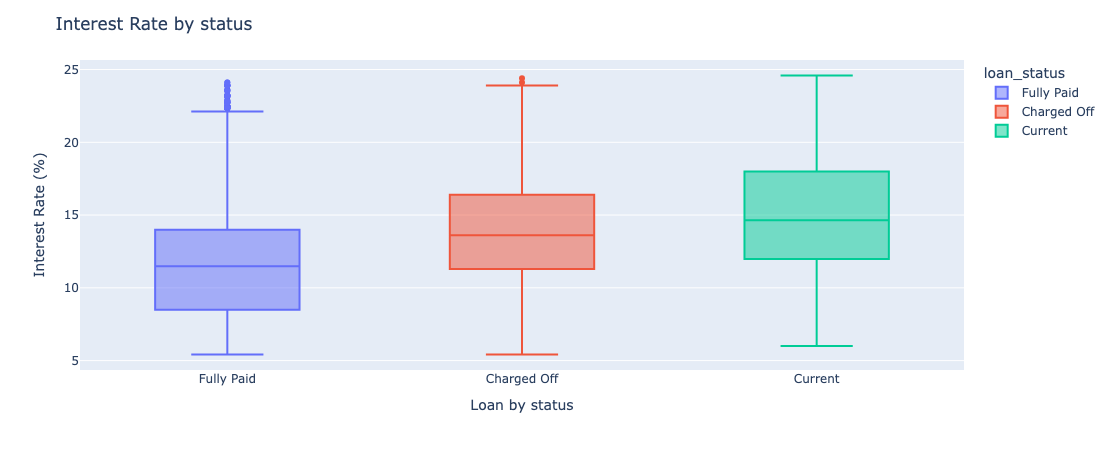 Interest Rate by status
25
20
15
10
5
Interest Rate (%)
Fully Paid
Charged Off
Current
Loan by status
loan_status
Fully Paid
Charged Off
Current